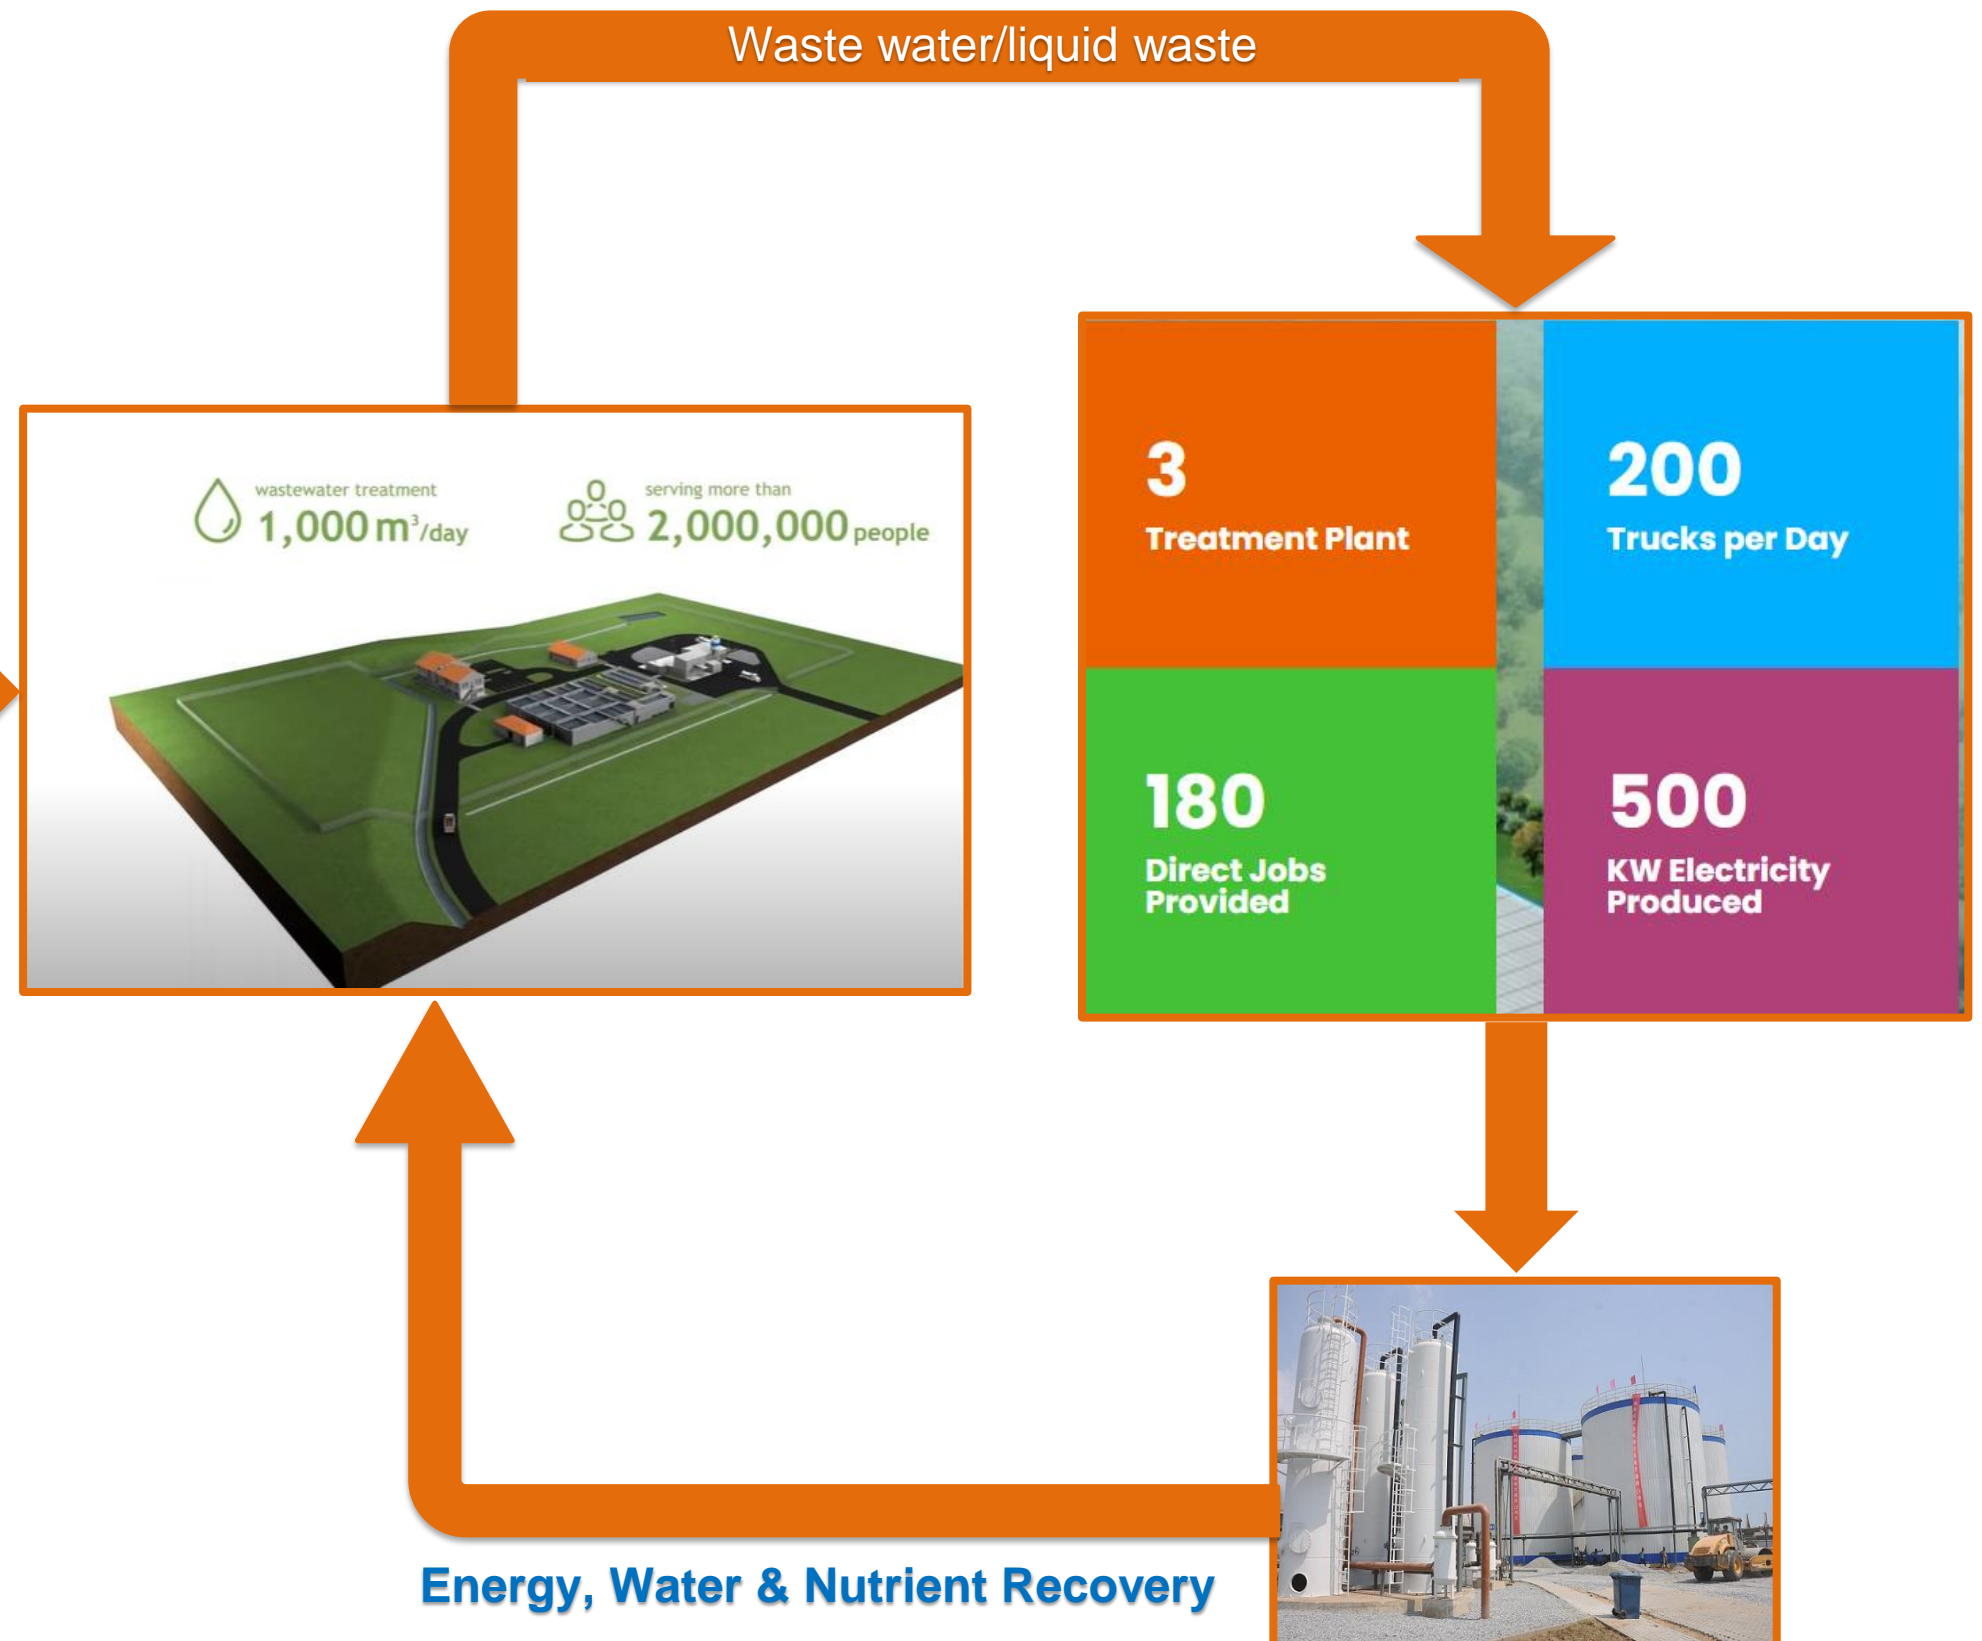 Waste water/liquid waste
wastewater treatment
1,000 m³/day
serving more than
2,000,000 people
3
Treatment Plant
200
Trucks per Day
180
Direct Jobs
Provided
500
KW Electricity
Produced
Energy, Water & Nutrient Recovery